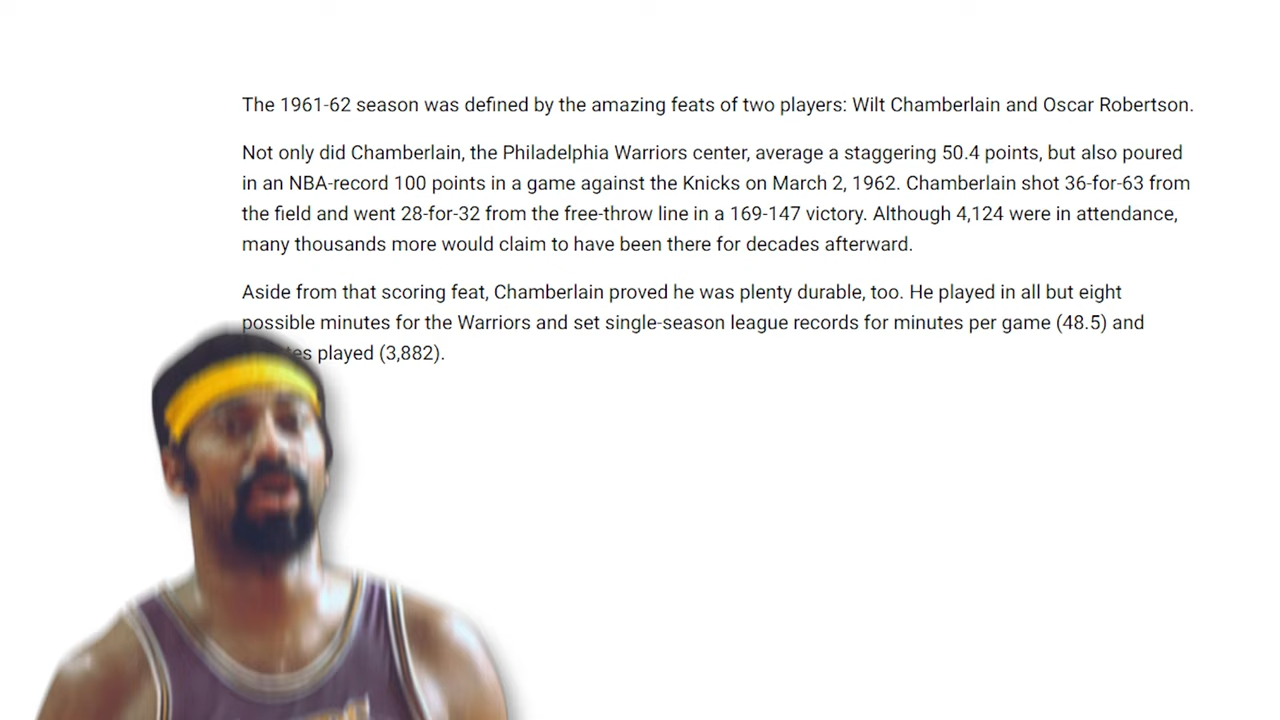 The 1961-62 season was defined by the amazing feats of two players: Wilt Chamberlain and Oscar Robertson.
Not only did Chamberlain, the Philadelphia Warriors center, average a staggering 50.4 points, but also poured
in an NBA-record 100 points in a game against the Knicks on March 2, 1962. Chamberlain shot 36-for-63 from
the field and went 28-for-32 from the free-throw line in a 169-147 victory. Although 4,124 were in attendance,
many thousands more would claim to have been there for decades afterward.
Aside from that scoring feat, Chamberlain proved he was plenty durable, too. He played in all but eight
possible minutes for the Warriors and set single-season league records for minutes per game (48.5) and
played (3,882).